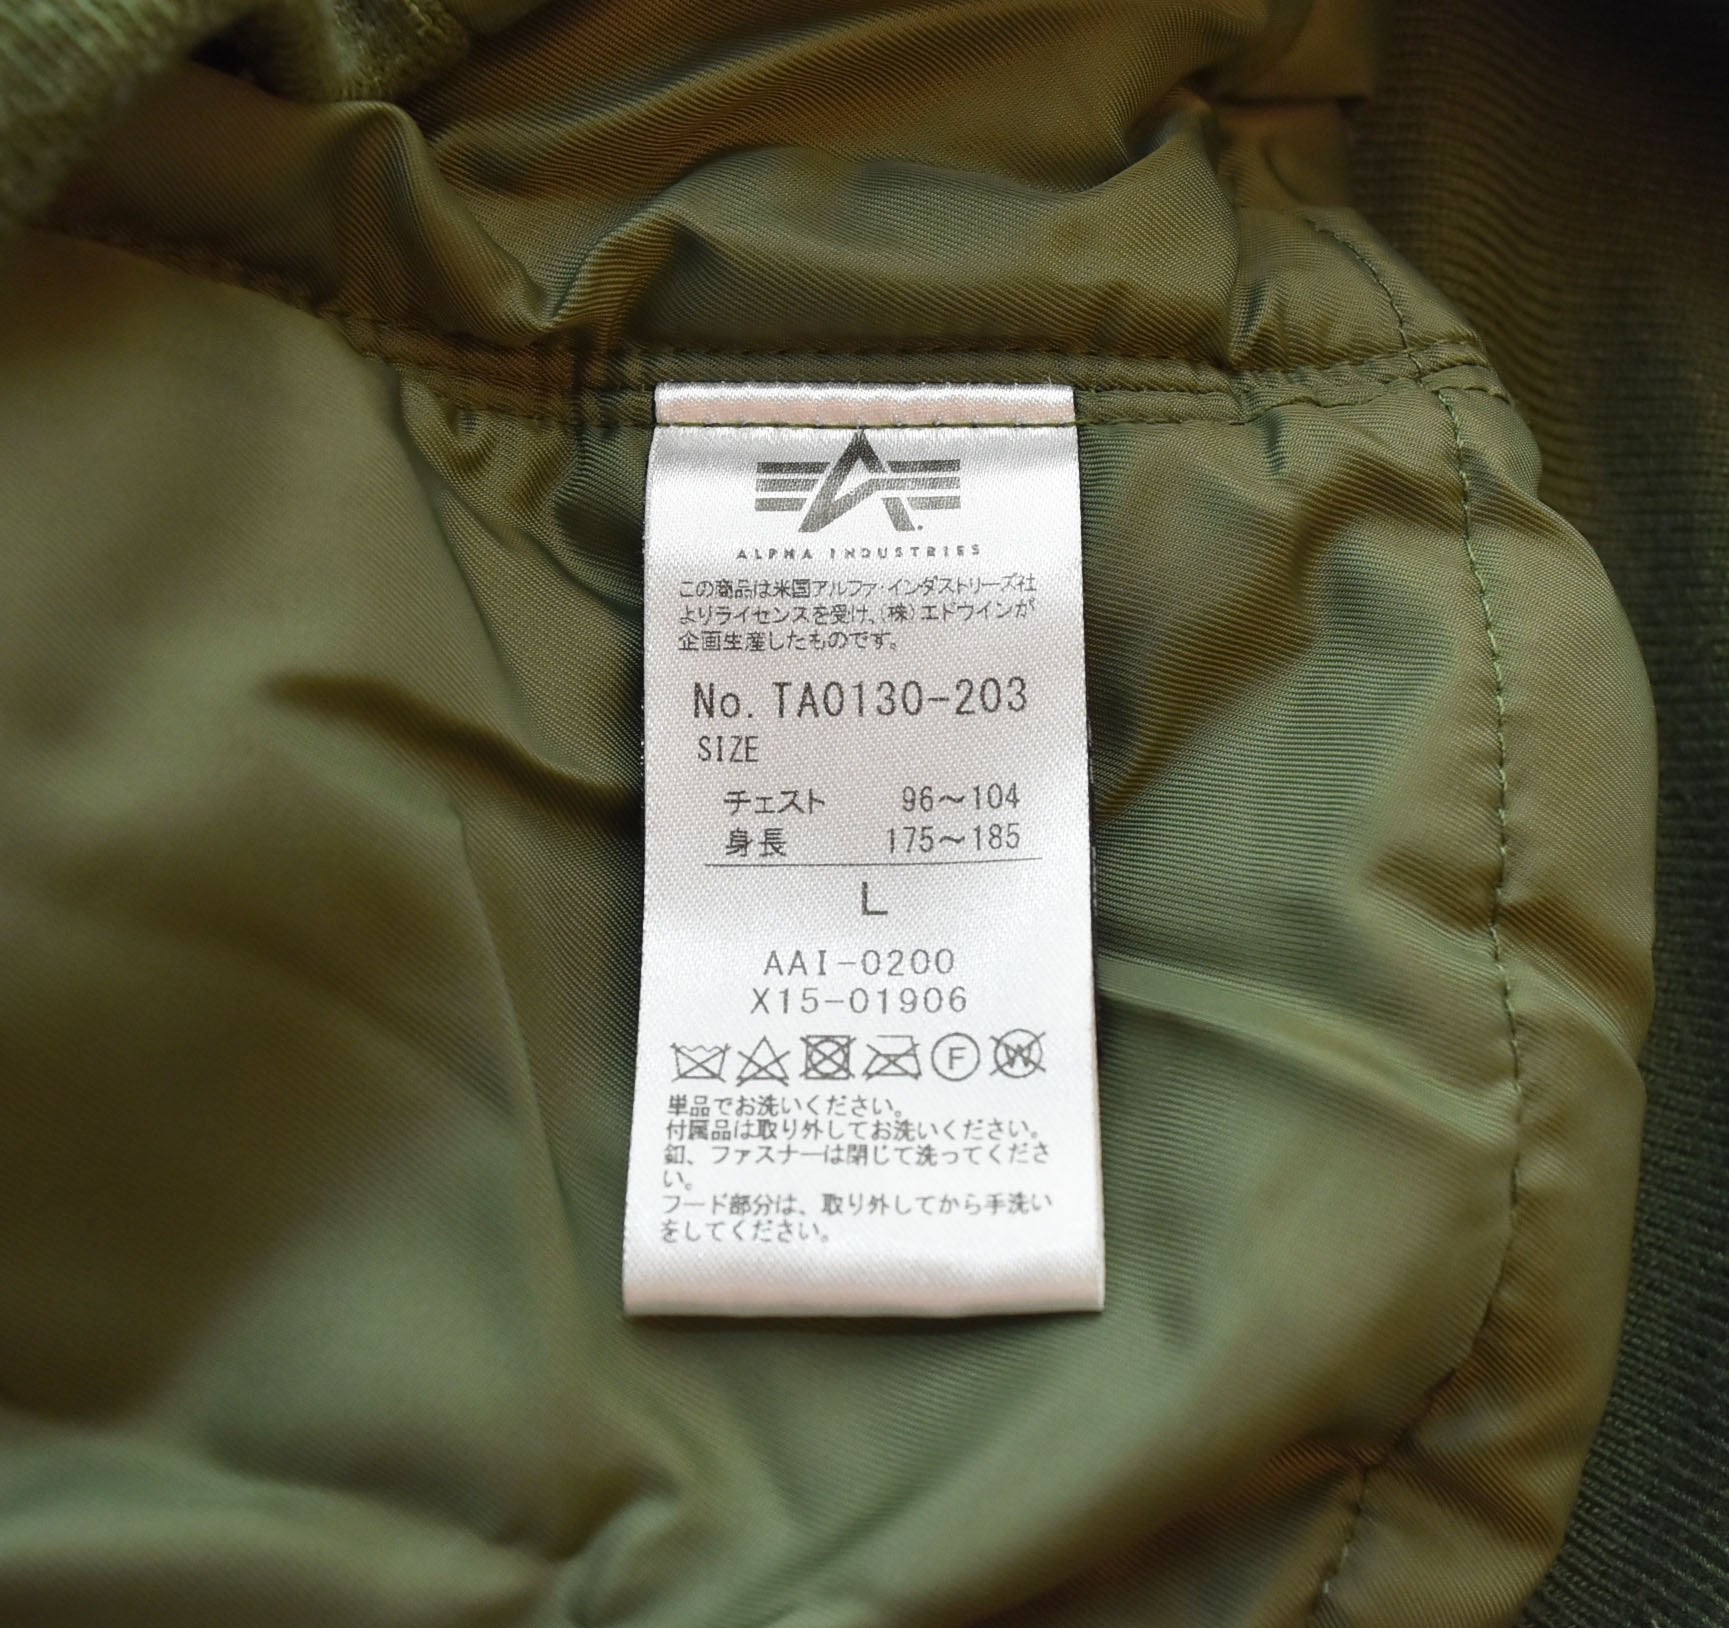 ALPHA INDUSTRIES
この商品は米国アルファ・インダストリーズ社
よりライセンスを受け、(株)エドウインが
企画生産したものです。
No. TA0130-203
SIZE
チェスト 96～104
身長 175～185
L
AAI-0200
X15-01906
F W
単品でお洗いください。
付属品は取り外してお洗いください。
釦、ファスナーは閉じて洗ってくださ
い。
フード部分は、取り外してから手洗い
をしてください。